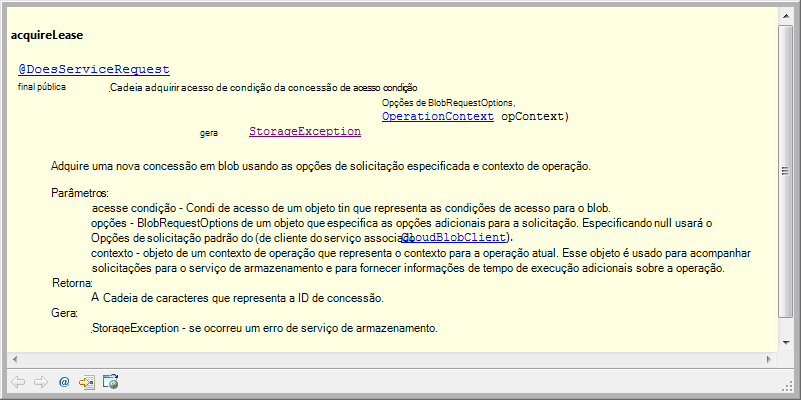 acquireLease
@DoesServiceRequest
final pública .Cadeia adquirir acesso de condição da concessão de acesso condição
Opções de BlobRequestOptions,
OperationContext opContext)
gera StorageException
Adquire uma nova concessão em blob usando as opções de solicitação especificada e contexto de operação.
Parâmetros:
acesse condição - Condi de acesso de um objeto tin que representa as condições de acesso para o blob.
opções - BlobRequestOptions de um objeto que especifica as opções adicionais para a solicitação. Especificando null usará o
Opções de solicitação padrão do (de cliente do serviço associado CloudBlobClient).
contexto - objeto de um contexto de operação que representa o contexto para a operação atual. Esse objeto é usado para acompanhar
solicitações para o serviço de armazenamento e para fornecer informações de tempo de execução adicionais sobre a operação.
Retorna:
A Cadeia de caracteres que representa a ID de concessão.
Gera:
.StorageException - se ocorreu um erro de serviço de armazenamento.